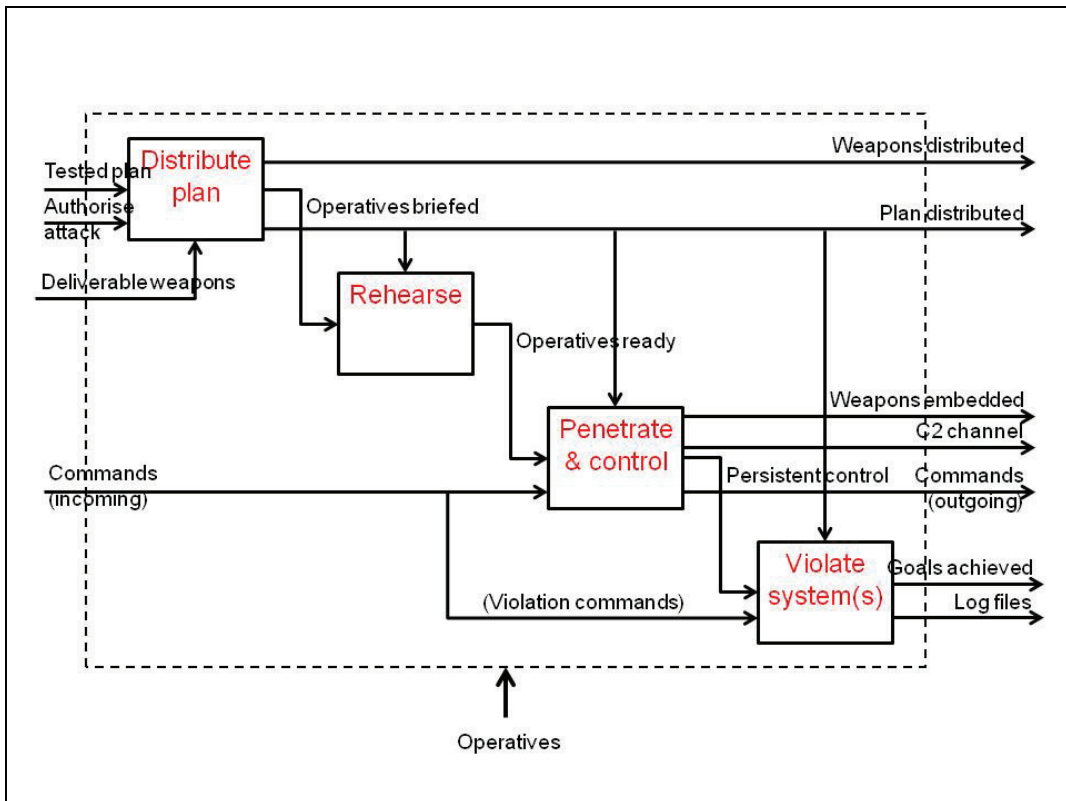 Distribute
plan
Weapons distributed
Tested plan
Authorise
attack
Operatives briefed
Plan distributed
Deliverable weapons
Rehearse
Operatives ready
Weapons embedded
Penetrate
& control
C2 channel
Commands
(incoming)
Persistent control
Commands
(outgoing)
Violate
system(s)
Goals achieved
(Violation commands)
Log files
Operatives